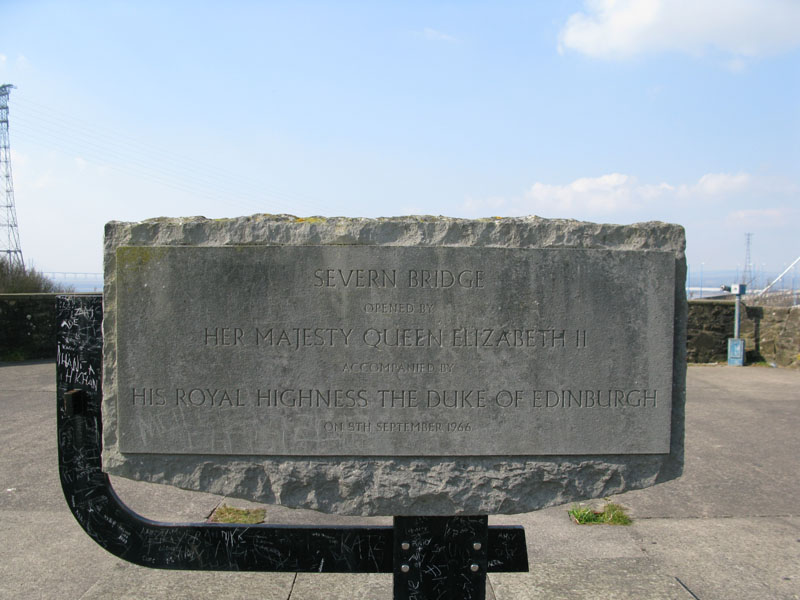 SEVERN BRIDGE
OPENED BY
HER MAJESTY QUEEN ELIZABETH II
ACCOMPANIED BY
HIS ROYAL HIGHNESS THE DUKE OF EDINBURGH
ON 8TH SEPTEMBER 1966